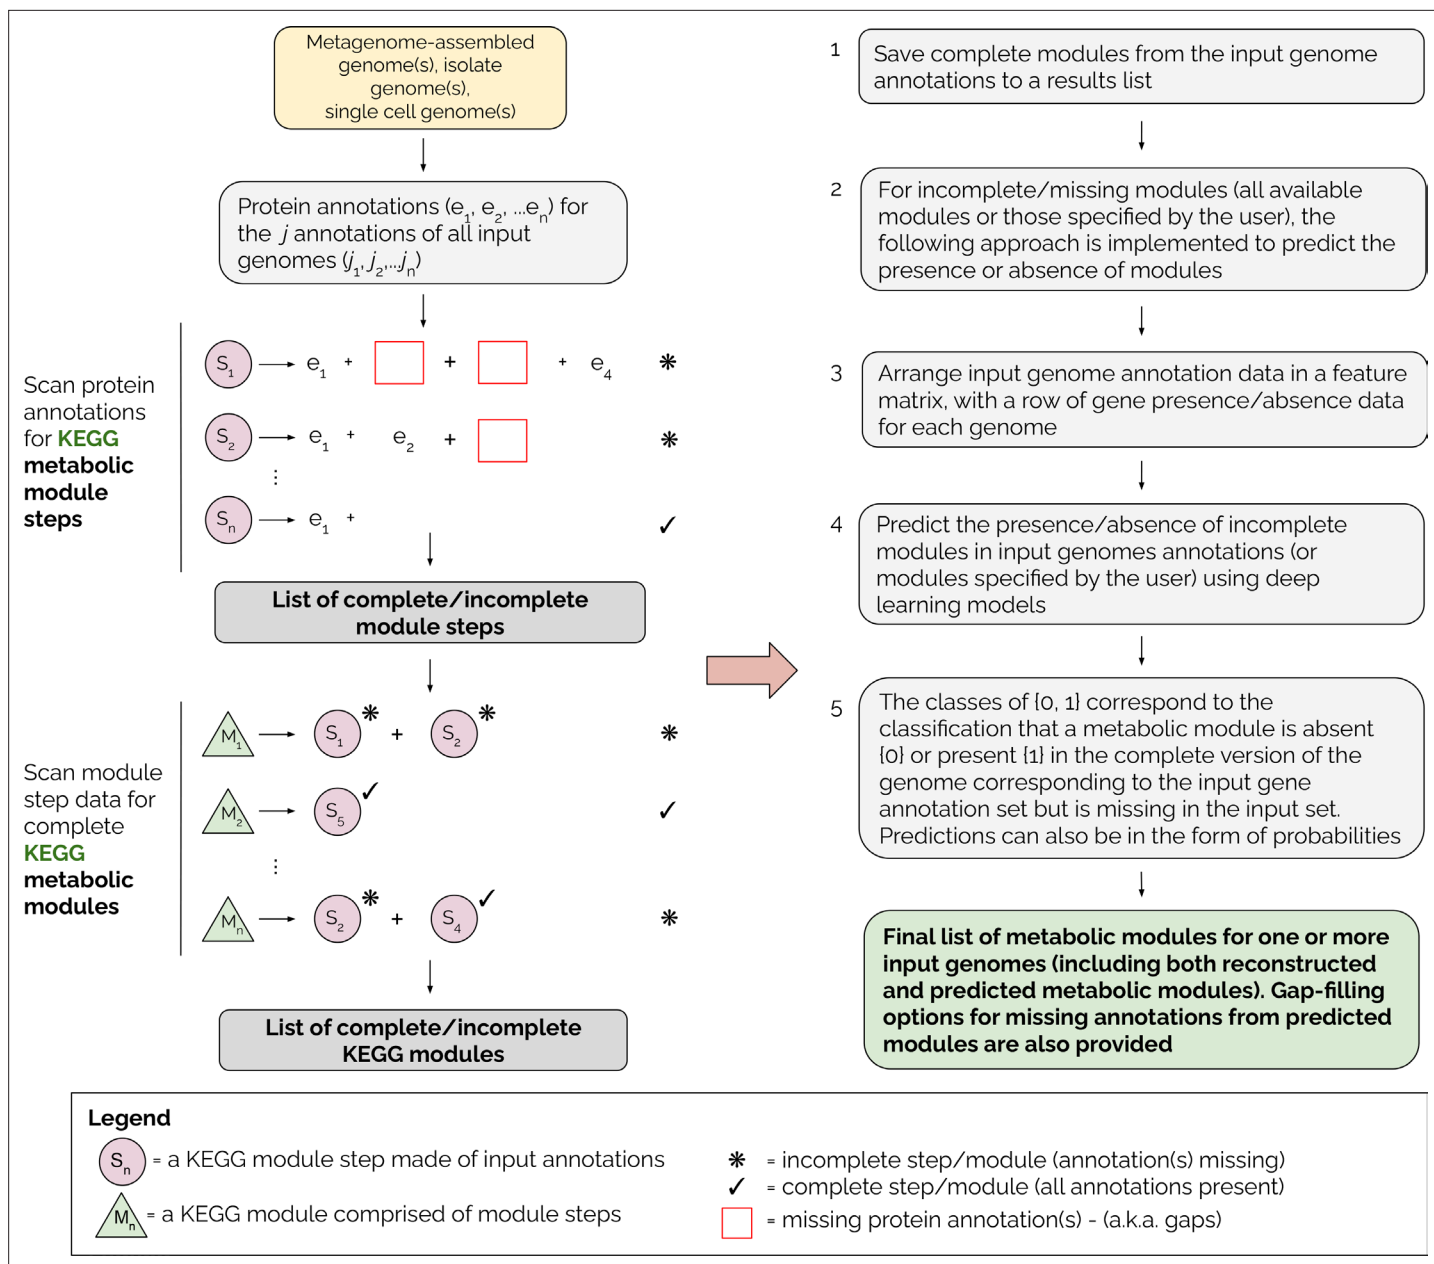 Metagenome-assembled
genome(s), isolate
genome(s),
single cell genome(s)
Protein annotations (e1, e2, ...en) for
the j annotations of all input
genomes (j1, j2,...jn)
Scan protein
annotations
for KEGG
metabolic
module
steps
S1 e1 + + + e4 *
S2 e1 + e2 + *
⋮
Sn e1 + ✓
List of complete/incomplete
module steps
Scan module
step data for
complete
KEGG
metabolic
modules
M1 S1* + S2* *
M2 S5✓ ✓
⋮
Mn S2* + S4✓ *
List of complete/incomplete
KEGG modules
1 Save complete modules from the input genome
annotations to a results list
2 For incomplete/missing modules (all available
modules or those specified by the user), the
following approach is implemented to predict the
presence or absence of modules
3 Arrange input genome annotation data in a feature
matrix, with a row of gene presence/absence data
for each genome
4 Predict the presence/absence of incomplete
modules in input genomes annotations (or
modules specified by the user) using deep
learning models
5 The classes of {0, 1} correspond to the
classification that a metabolic module is absent
{0} or present {1} in the complete version of the
genome corresponding to the input gene
annotation set but is missing in the input set.
Predictions can also be in the form of probabilities
Final list of metabolic modules for one or more
input genomes (including both reconstructed
and predicted metabolic modules). Gap-filling
options for missing annotations from predicted
modules are also provided
Legend
Sn = a KEGG module step made of input annotations
Mn = a KEGG module comprised of module steps
* = incomplete step/module (annotation(s) missing)
✓ = complete step/module (all annotations present)
= missing protein annotation(s) - (a.k.a. gaps)